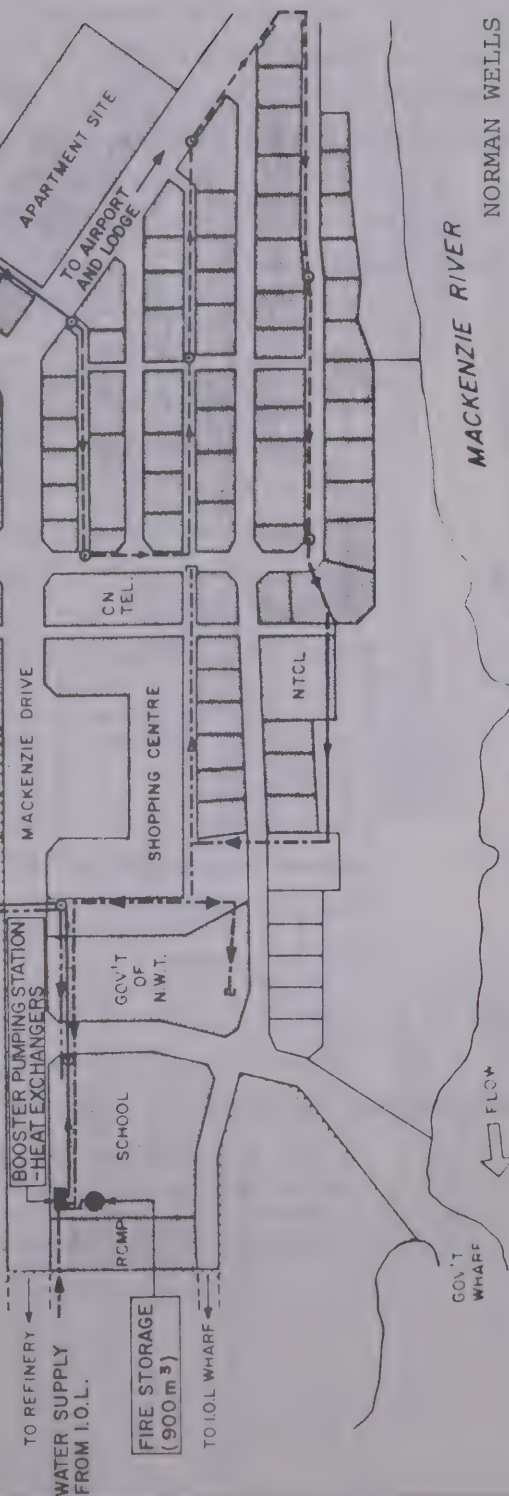 APARTMENT SITE
TO AIRPORT
AND LODGE
MACKENZIE DRIVE
CN
TEL.
SHOPPING CENTRE
BOOSTER PUMPING STATION
-HEAT EXCHANGERS
GOV'T
OF
N.W.T.
SCHOOL
RCMP
NTCL
TO REFINERY
WATER SUPPLY
FROM I.O.L.
FIRE STORAGE
(900 m³)
TO I.O.L WHARF
GOV'T
WHARF
FLOW
MACKENZIE RIVER
NORMAN WELLS